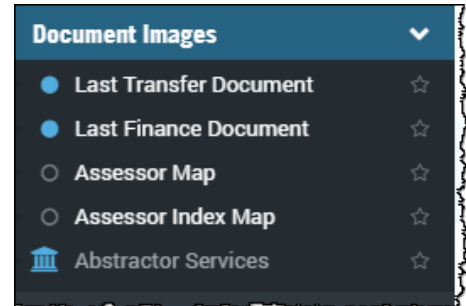 Document Images
Last Transfer Document
Last Finance Document
Assessor Map
Assessor Index Map
Abstractor Services